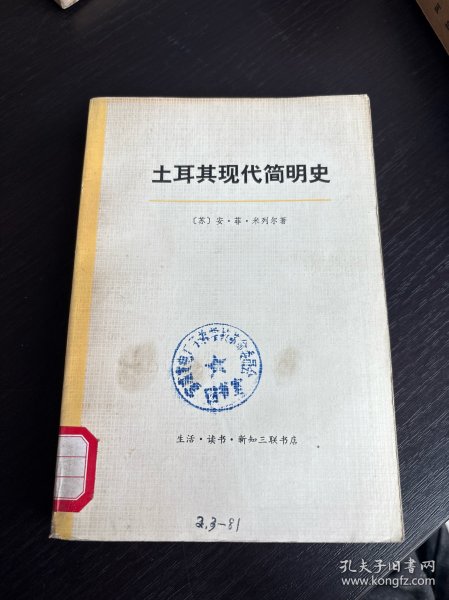 土耳其现代简明史
〔苏〕安·菲·米列尔著
生活·读书·新知三联书店
2.3-81
孔夫子旧书网
www.kongfz.com